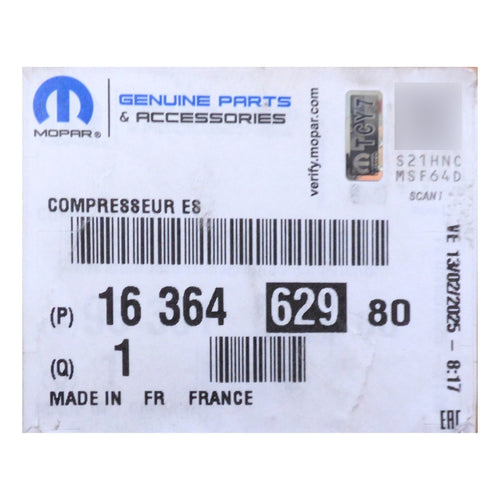 MOPAR®
GENUINE PARTS
& ACCESSORIES
verify.mopar.com
TCY7
S21HNC
MSF64D
SCAN!
COMPRESSEUR ES
(P) 16 364 629 80
(Q) 1
MADE IN FR FRANCE
VE 13/02/2025 - 8:17
EAC